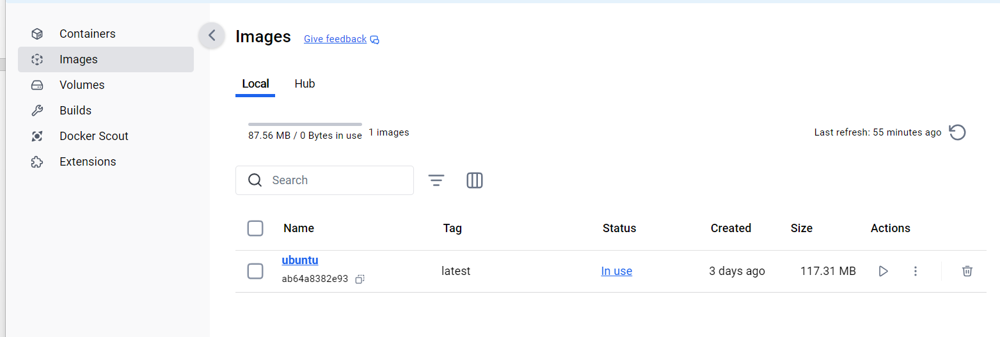 Containers
Images
Volumes
Builds
Docker Scout
Extensions
Images Give feedback
Local Hub
87.56 MB / 0 Bytes in use 1 images Last refresh: 55 minutes ago
Search
Name Tag Status Created Size Actions
ubuntu
latest In use 3 days ago 117.31 MB
ab64a8382e93